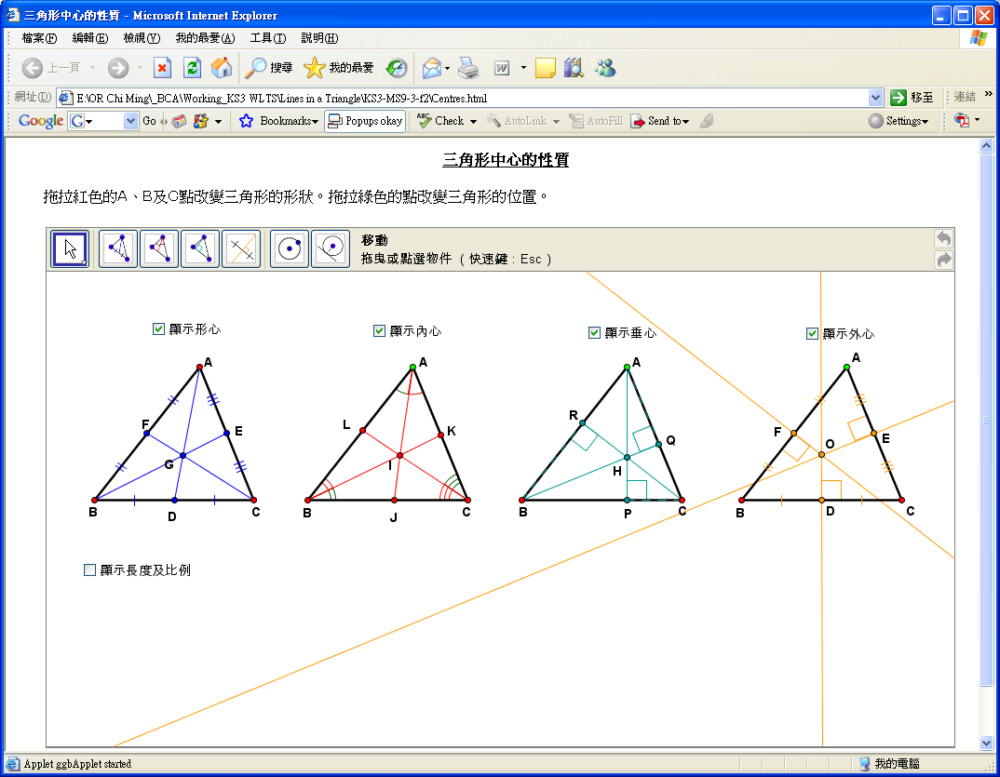 三角形中心的性質 - Microsoft Internet Explorer
檔案(F) 編輯(E) 檢視(V) 我的最愛(A) 工具(T) 說明(H)
上一頁 搜尋 我的最愛
網址(D) E:\OR Chi Ming\_BCA\Working_KS3 WLTS\Lines in a Triangle\KS3-MS9-3-f2\Centres.html 移至 連結 »
Google G Go Bookmarks Popups okay ABC Check AutoLink AutoFill Send to Settings
三角形中心的性質
拖拉紅色的A、B及C點改變三角形的形狀。拖拉綠色的點改變三角形的位置。
移動
拖曳或點選物件 ( 快速鍵 : Esc )
顯示形心 顯示內心 顯示垂心 顯示外心
A A A A
F E G B D C
L K I B J C
R Q H B P C
F O E B D C
顯示長度及比例
Applet ggbApplet started 我的電腦